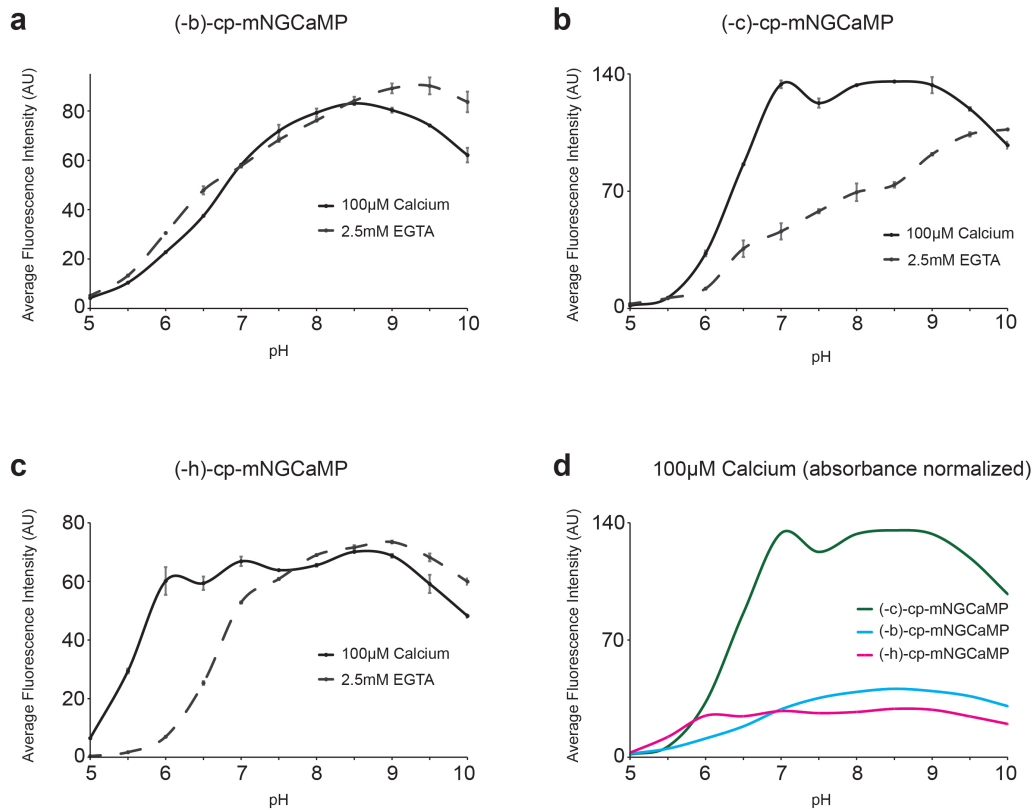 a
(-b)-cp-mNGCaMP
Average Fluorescence Intensity (AU)
80
60
40
20
0
5 6 7 8 9 10
pH
100µM Calcium
2.5mM EGTA
b
(-c)-cp-mNGCaMP
Average Fluorescence Intensity (AU)
140
70
0
5 6 7 8 9 10
pH
100µM Calcium
2.5mM EGTA
c
(-h)-cp-mNGCaMP
Average Fluorescence Intensity (AU)
80
60
40
20
0
5 6 7 8 9 10
pH
100µM Calcium
2.5mM EGTA
d
100µM Calcium (absorbance normalized)
Average Fluorescence Intensity (AU)
140
70
0
5 6 7 8 9 10
pH
(-c)-cp-mNGCaMP
(-b)-cp-mNGCaMP
(-h)-cp-mNGCaMP